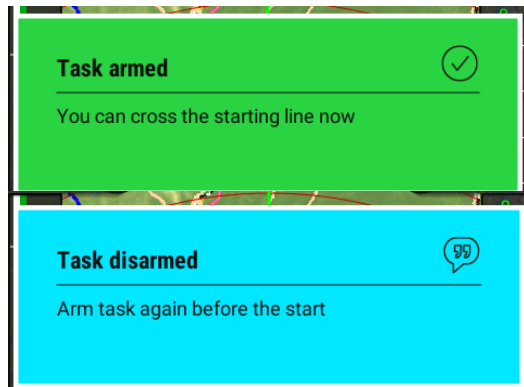 Task armed
You can cross the starting line now
Task disarmed
Arm task again before the start